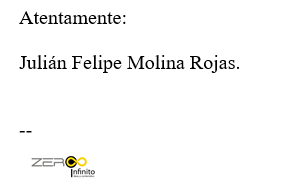 Atentamente:
Julián Felipe Molina Rojas.
--
ZERO
Infinito